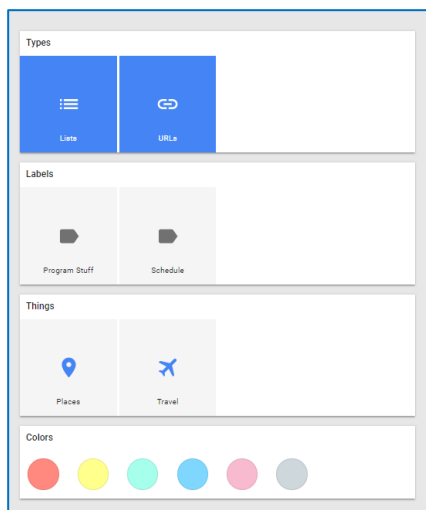 Types
Lists
URLs
Labels
Program Stuff
Schedule
Things
Places
Travel
Colors